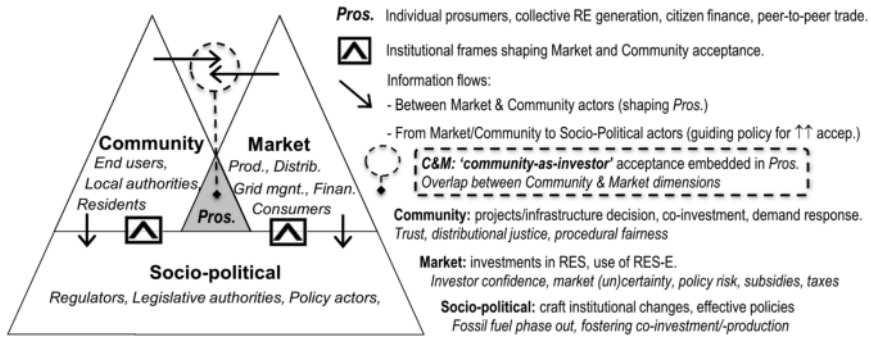 Pros. Individual prosumers, collective RE generation, citizen finance, peer-to-peer trade.
Institutional frames shaping Market and Community acceptance.
Information flows:
- Between Market & Community actors (shaping Pros.)
- From Market/Community to Socio-Political actors (guiding policy for ↑↑ accep.)
C&M: ‘community-as-investor’ acceptance embedded in Pros.
Overlap between Community & Market dimensions
Community: projects/infrastructure decision, co-investment, demand response.
Trust, distributional justice, procedural fairness
Market: investments in RES, use of RES-E.
Investor confidence, market (un)certainty, policy risk, subsidies, taxes
Socio-political: craft institutional changes, effective policies
Fossil fuel phase out, fostering co-investment/-production
Community
End users,
Local authorities,
Residents
Market
Prod., Distrib.
Grid mgnt., Finan.
Consumers
Pros.
Socio-political
Regulators, Legislative authorities, Policy actors,